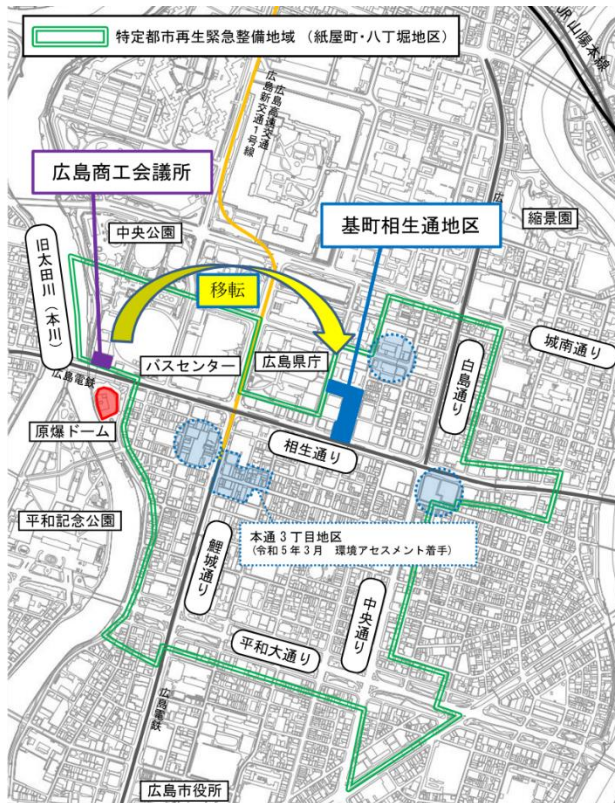 特定都市再生緊急整備地域 （紙屋町・八丁堀地区）
JR山陽本線
広島高速交通
広島新交通1号線
広島商工会議所
中央公園
基町相生通地区
縮景園
旧太田川（本川）
移転
城南通り
白島通り
バスセンター
広島県庁
広島電鉄
原爆ドーム
相生通り
平和記念公園
本通3丁目地区
（令和5年3月　環境アセスメント着手）
鯉城通り
中央通り
平和大通り
広島電鉄
広島市役所